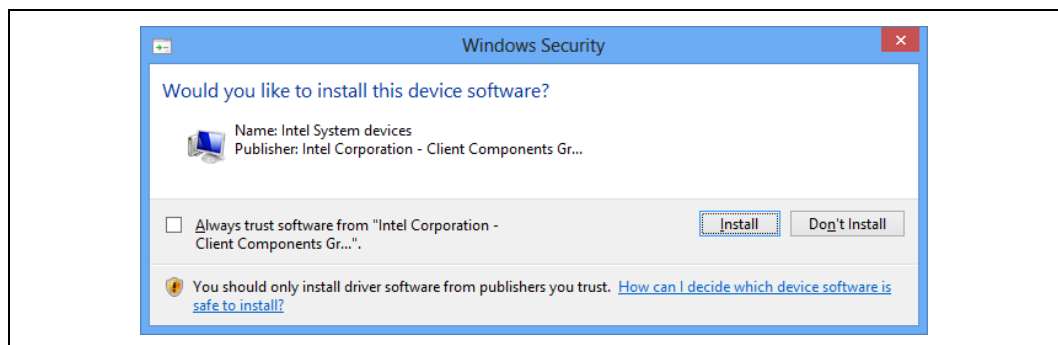 Windows Security
Would you like to install this device software?
Name: Intel System devices
Publisher: Intel Corporation - Client Components Gr...
Always trust software from "Intel Corporation -
Client Components Gr...".
Install
Don't Install
You should only install driver software from publishers you trust. How can I decide which device software is
safe to install?